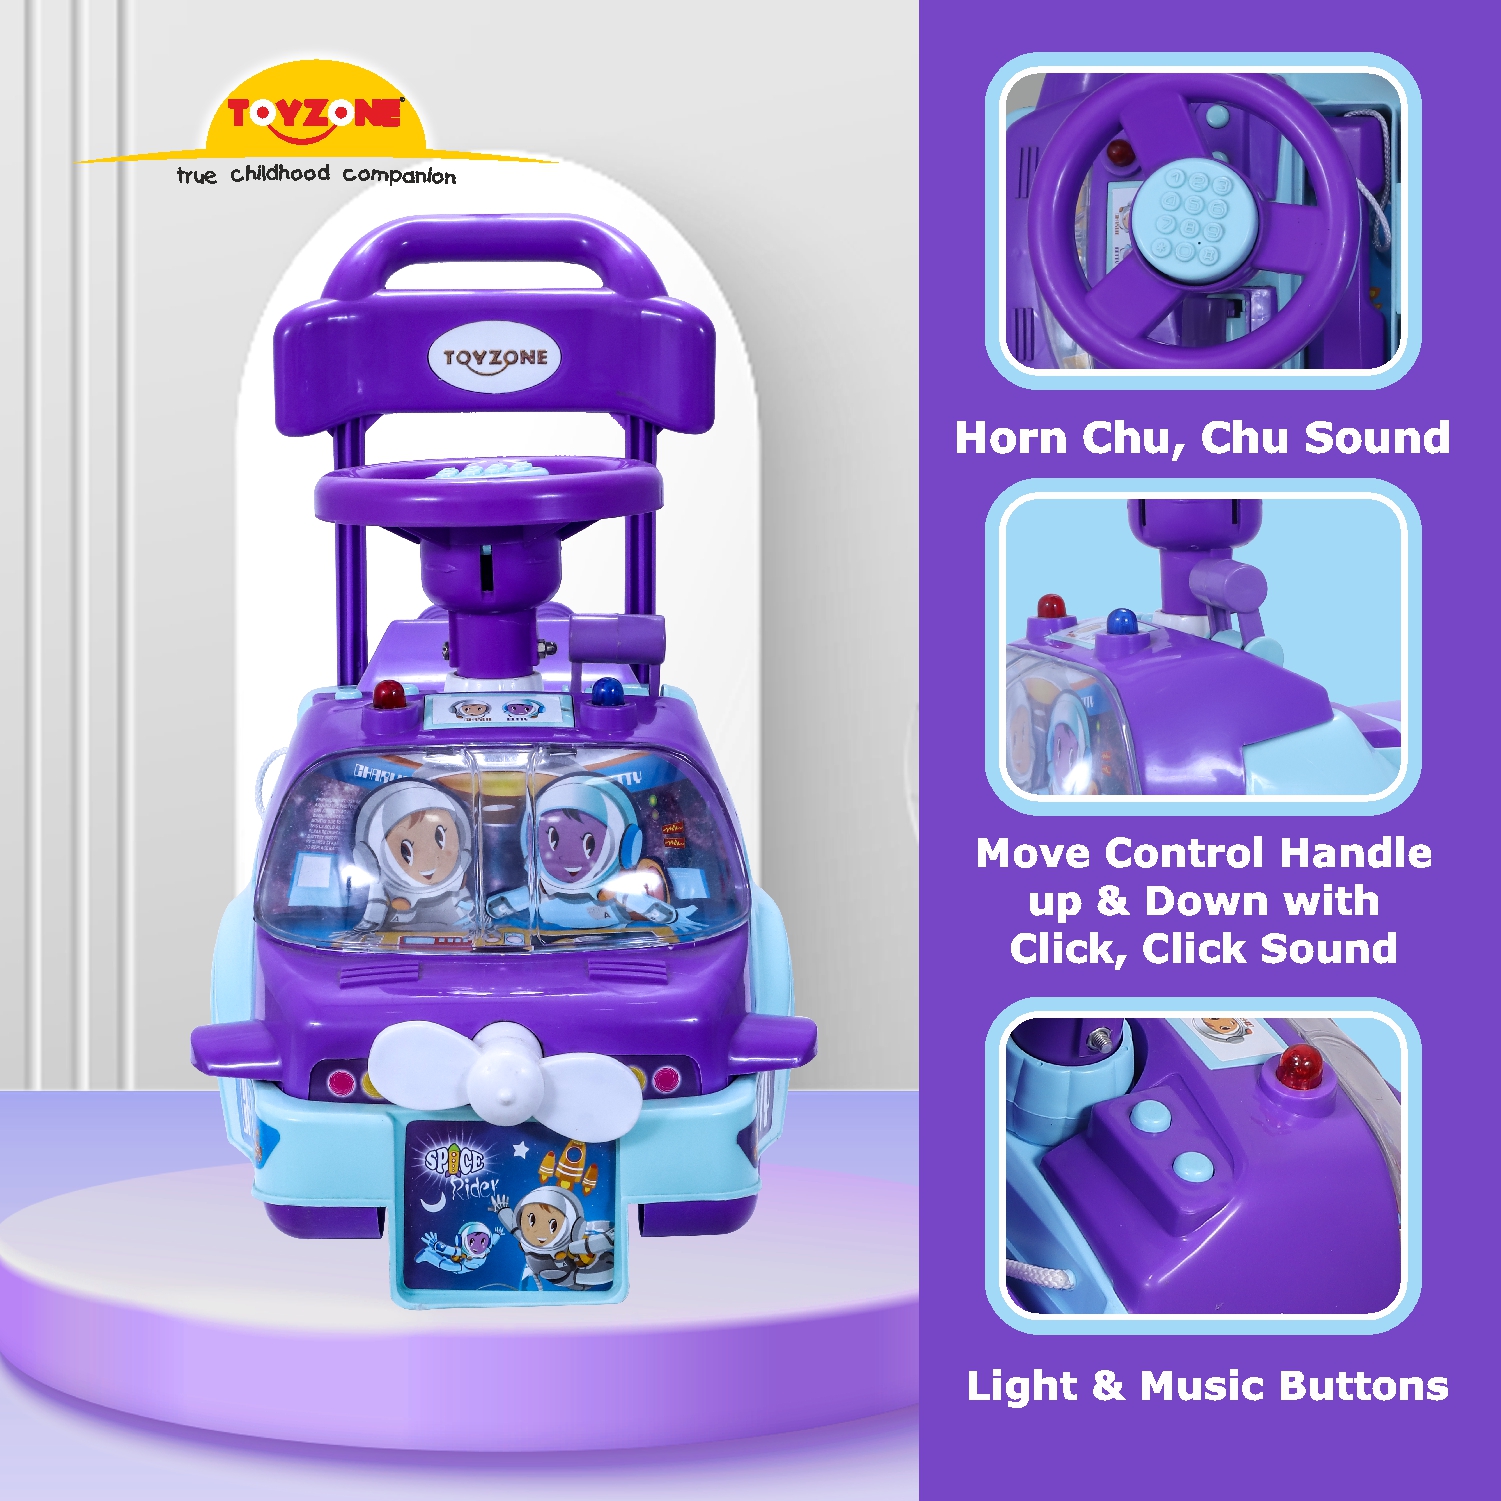 TOYZONE
true childhood companion
TOYZONE
SPACE
Rider
Horn Chu, Chu Sound
Move Control Handle
up & Down with
Click, Click Sound
Light & Music Buttons